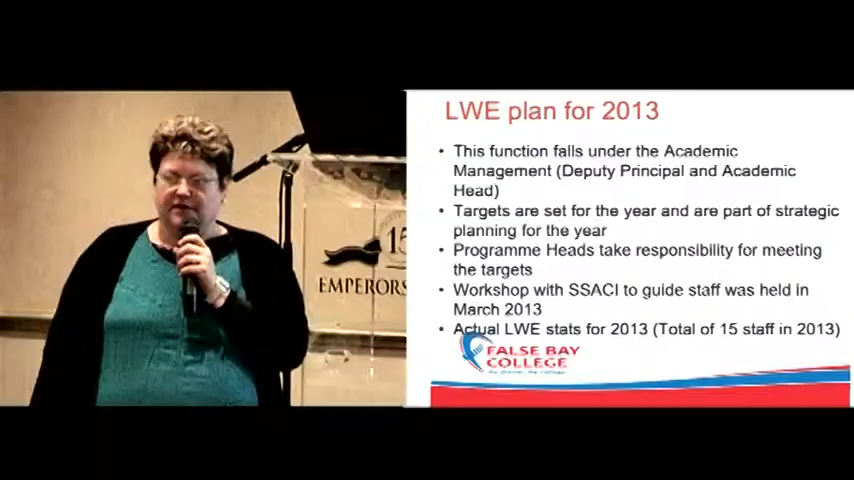 LWE plan for 2013
• This function falls under the Academic
Management (Deputy Principal and Academic
Head)
• Targets are set for the year and are part of strategic
planning for the year
• Programme Heads take responsibility for meeting
the targets
• Workshop with SSACI to guide staff was held in
March 2013
• Actual LWE stats for 2013 (Total of 15 staff in 2013)
FALSE BAY
COLLEGE
15
EMPERORS